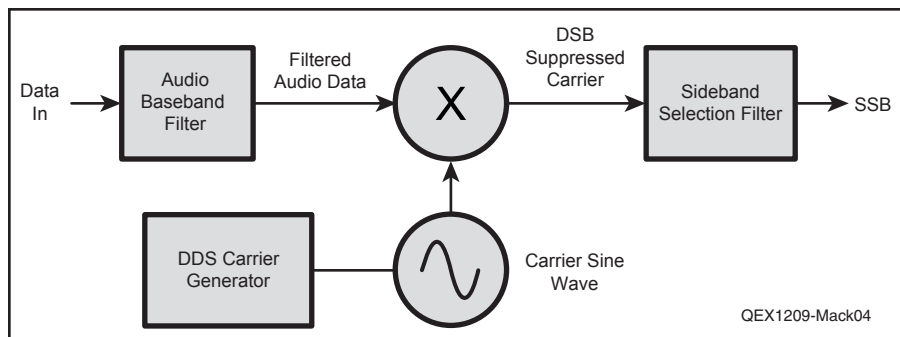 Data
In
Audio
Baseband
Filter
Filtered
Audio Data
X
DSB
Suppressed
Carrier
Sideband
Selection Filter
SSB
DDS Carrier
Generator
Carrier Sine
Wave
QEX1209-Mack04